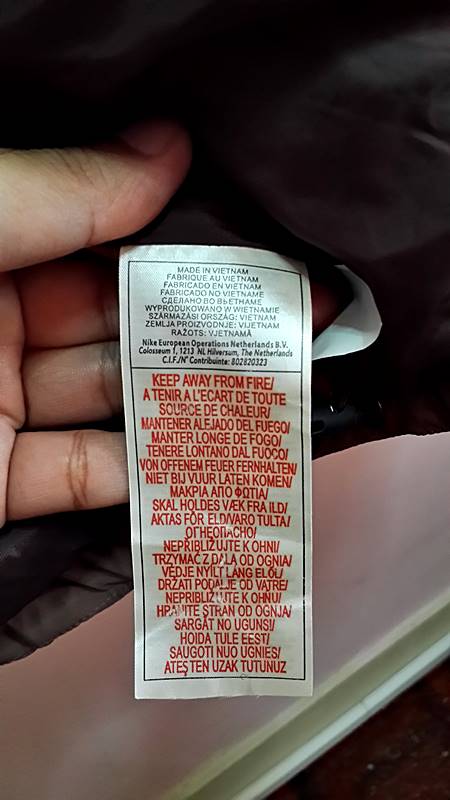 MADE IN VIETNAM
FABRIQUE AU VIETNAM
FABRICADO EN VIETNAM
FABRICADO NO VIETNAME
СДЕЛАНО ВО ВЬЕТНАМЕ
WYPRODUKOWANO W WIETNAMIE
SZÁRMAZÁSI ORSZÁG: VIETNAM
ZEMLJA PROIZVODNJE: VIJETNAM
RAŽOTS: VJETNAMĀ
Nike European Operations Netherlands B.V.
Colosseum 1, 1213 NL Hilversum, The Netherlands
C.I.F./N° Contribuinte: 802820323
KEEP AWAY FROM FIRE/
A TENIR A L'ECART DE TOUTE
SOURCE DE CHALEUR/
MANTENER ALEJADO DEL FUEGO/
MANTER LONGE DE FOGO/
TENERE LONTANO DAL FUOCO/
VON OFFENEM FEUER FERNHALTEN/
NIET BIJ VUUR LATEN KOMEN/
ΜΑΚΡΙΑ ΑΠΟ ΦΩΤΙΑ/
SKAL HOLDES VÆK FRA ILD/
AKTAS FÖR ELD/VARO TULTA/
ОГНЕОПАСНО/
NEPŘIBLIŽUJTE K OHNI/
TRZYMAĆ Z DALA OD OGNIA/
VÉDJE NYÍLT LÁNG ELŐL/
DRŽATI PODALJE OD VATRE/
NEPRIBLIŽUJTE K OHŇU/
HRANITE STRAN OD OGNJA/
SARGĀT NO UGUNS!/
HOIDA TULE EEST/
SAUGOTI NUO UGNIES/
ATEŞTEN UZAK TUTUNUZ